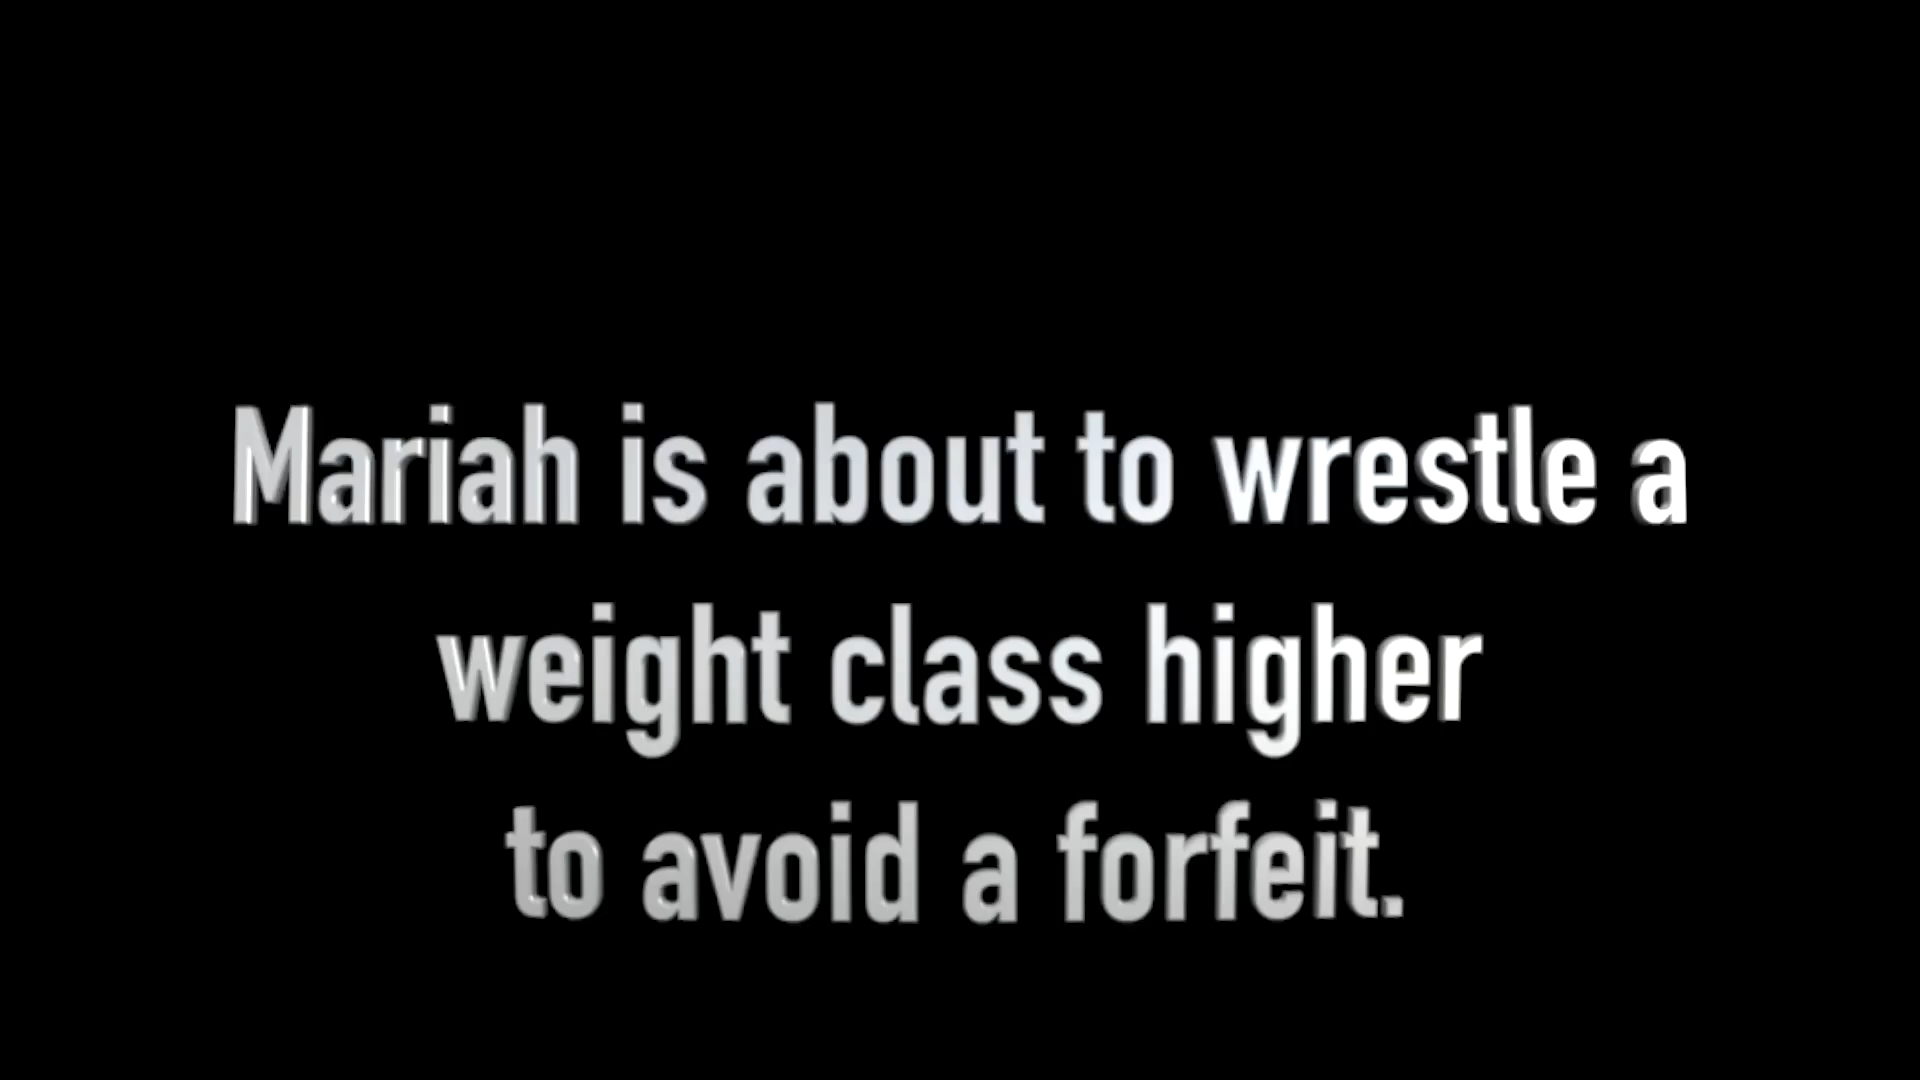 Mariah is about to wrestle a
weight class higher
to avoid a forfeit.